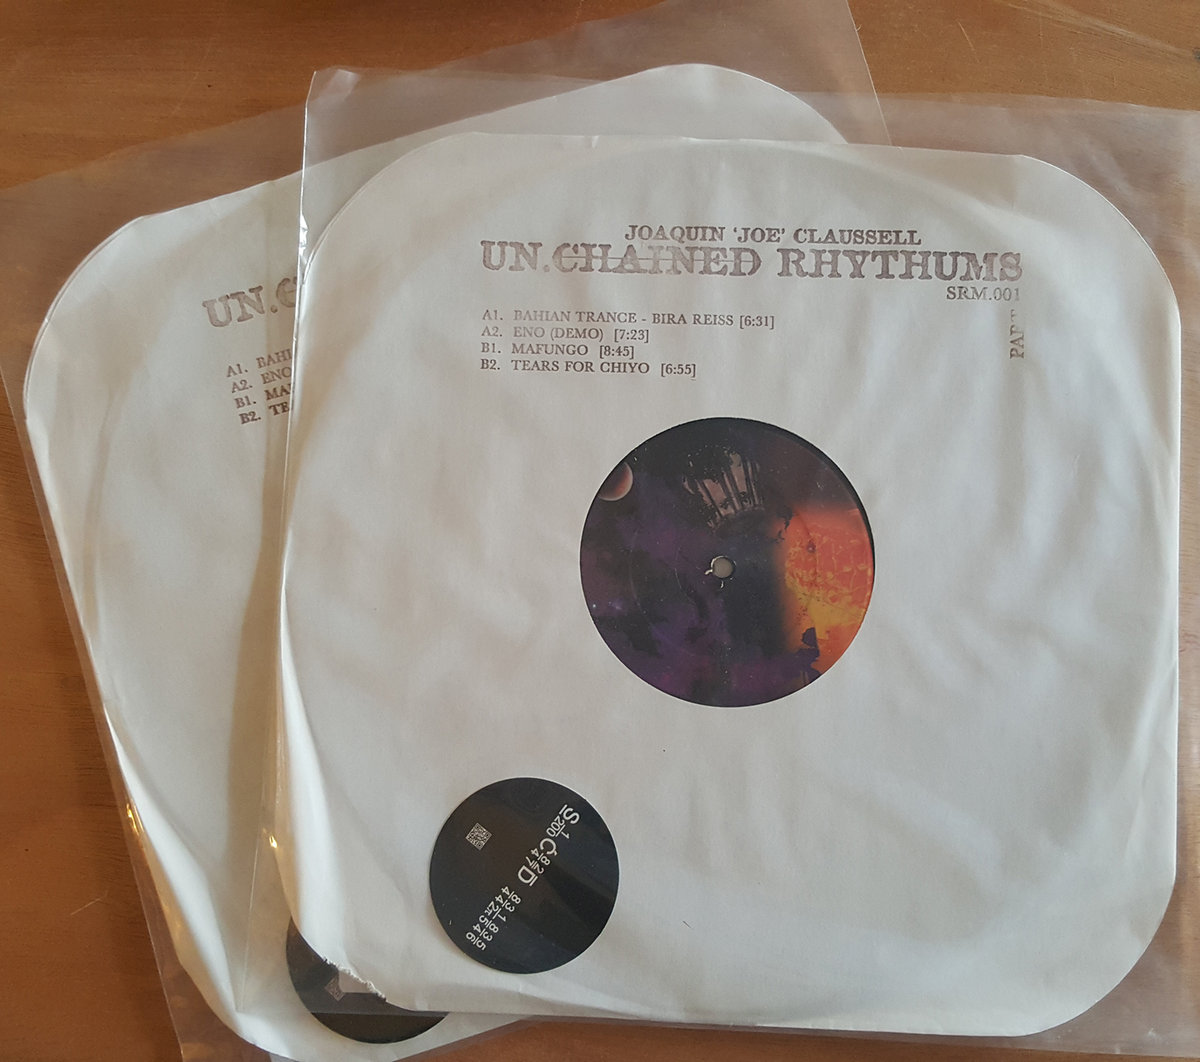 JOAQUIN 'JOE' CLAUSSELL
UN.CHAINED RHYTHUMS
SRM.001
PART
A1. BAHIAN TRANCE - BIRA REISS [6:31]
A2. ENO (DEMO) [7:23]
B1. MAFUNGO [8:45]
B2. TEARS FOR CHIYO [6:55]
UN.C
A1. BAHI
A2. ENO
B1. MA
B2. TE